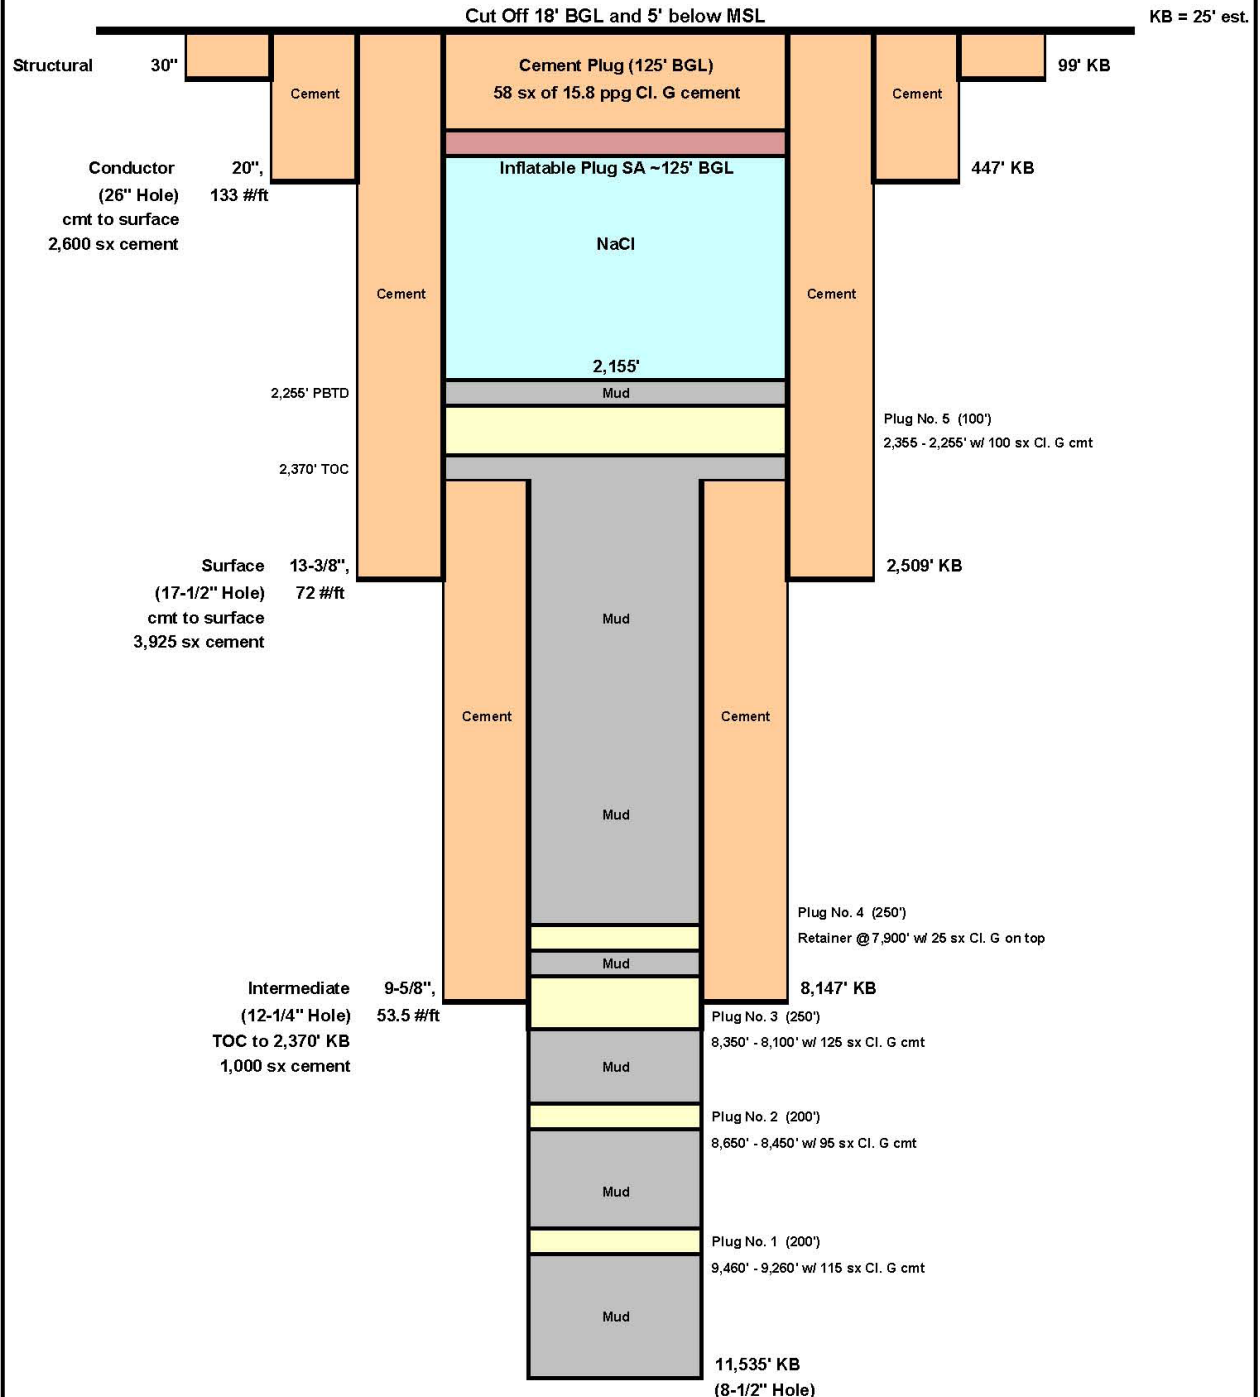 Cut Off 18' BGL and 5' below MSL
KB = 25' est.
Structural 30"
Cement Plug (125' BGL)
99' KB
58 sx of 15.8 ppg Cl. G cement
Cement
Cement
Conductor 20",
(26" Hole) 133 #/ft
cmt to surface
2,600 sx cement
Inflatable Plug SA ~125' BGL
447' KB
NaCl
Cement
Cement
2,155'
2,255' PBTD
Mud
Plug No. 5 (100')
2,355 - 2,255' w/ 100 sx Cl. G cmt
2,370' TOC
Surface 13-3/8",
(17-1/2" Hole) 72 #/ft
cmt to surface
3,925 sx cement
2,509' KB
Mud
Cement
Cement
Mud
Plug No. 4 (250')
Retainer @ 7,900' w/ 25 sx Cl. G on top
Mud
Intermediate 9-5/8",
(12-1/4" Hole) 53.5 #/ft
TOC to 2,370' KB
1,000 sx cement
8,147' KB
Plug No. 3 (250')
8,350' - 8,100' w/ 125 sx Cl. G cmt
Mud
Plug No. 2 (200')
8,650' - 8,450' w/ 95 sx Cl. G cmt
Mud
Plug No. 1 (200')
9,460' - 9,260' w/ 115 sx Cl. G cmt
Mud
11,535' KB
(8-1/2" Hole)